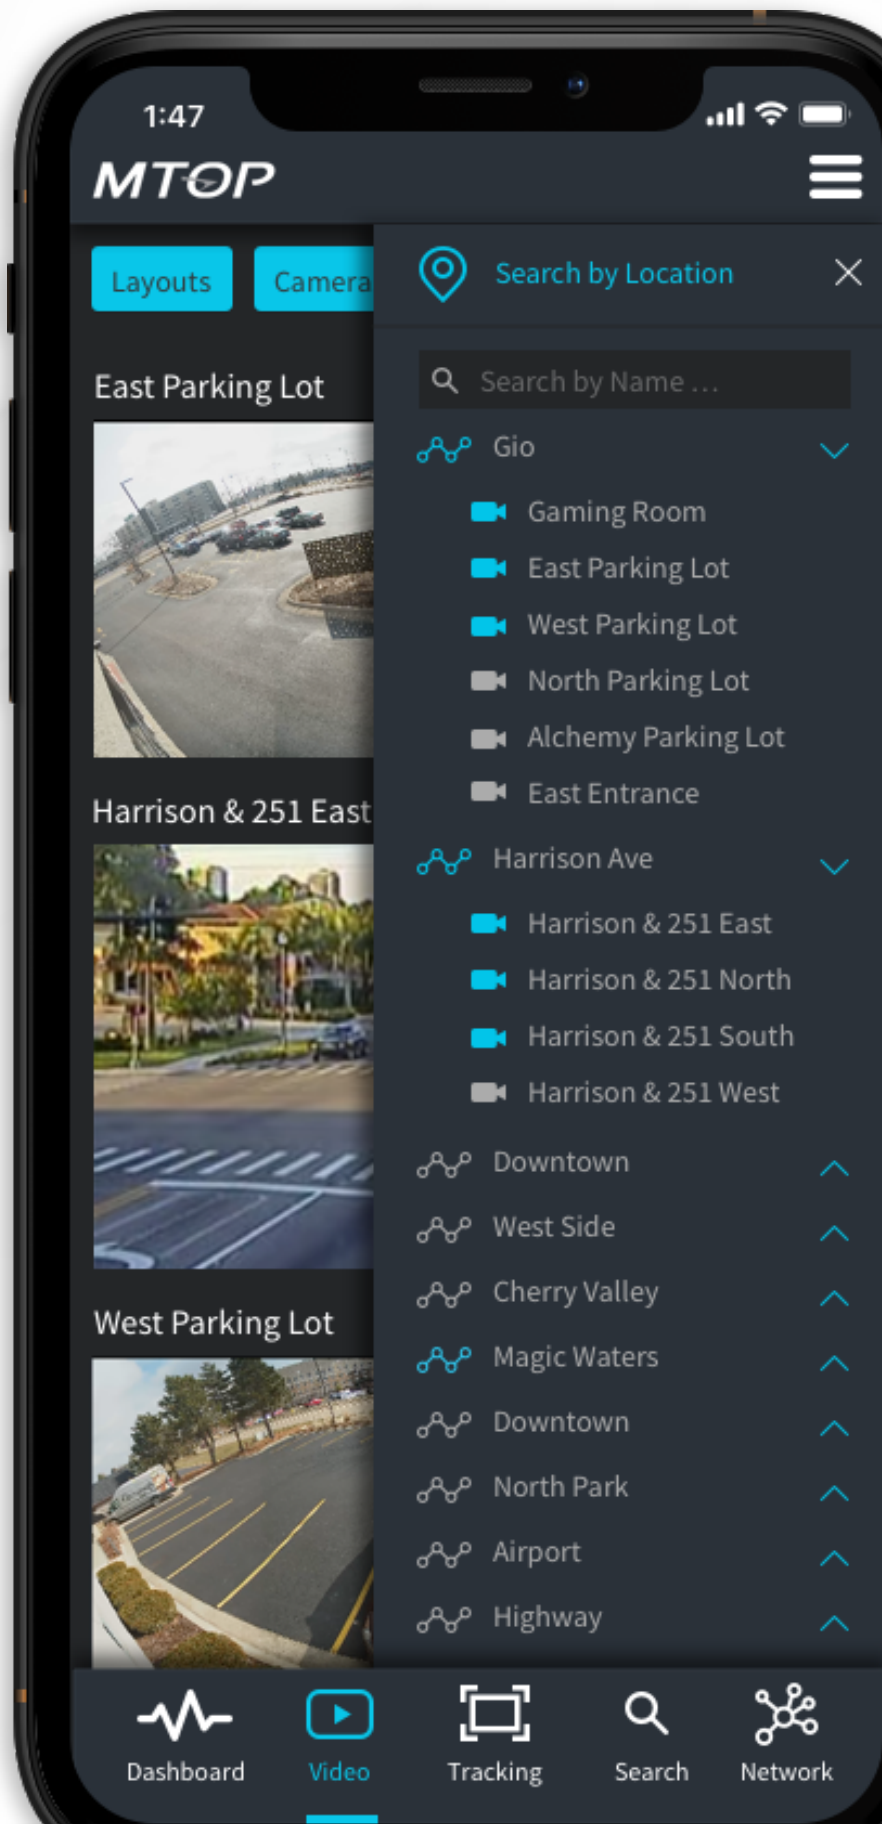 1:47
MTOP
Layouts
Camera
Search by Location
Search by Name ...
East Parking Lot
Gio
Gaming Room
East Parking Lot
West Parking Lot
North Parking Lot
Alchemy Parking Lot
East Entrance
Harrison & 251 East
Harrison Ave
Harrison & 251 East
Harrison & 251 North
Harrison & 251 South
Harrison & 251 West
Downtown
West Side
Cherry Valley
West Parking Lot
Magic Waters
Downtown
North Park
Airport
Highway
Dashboard
Video
Tracking
Search
Network